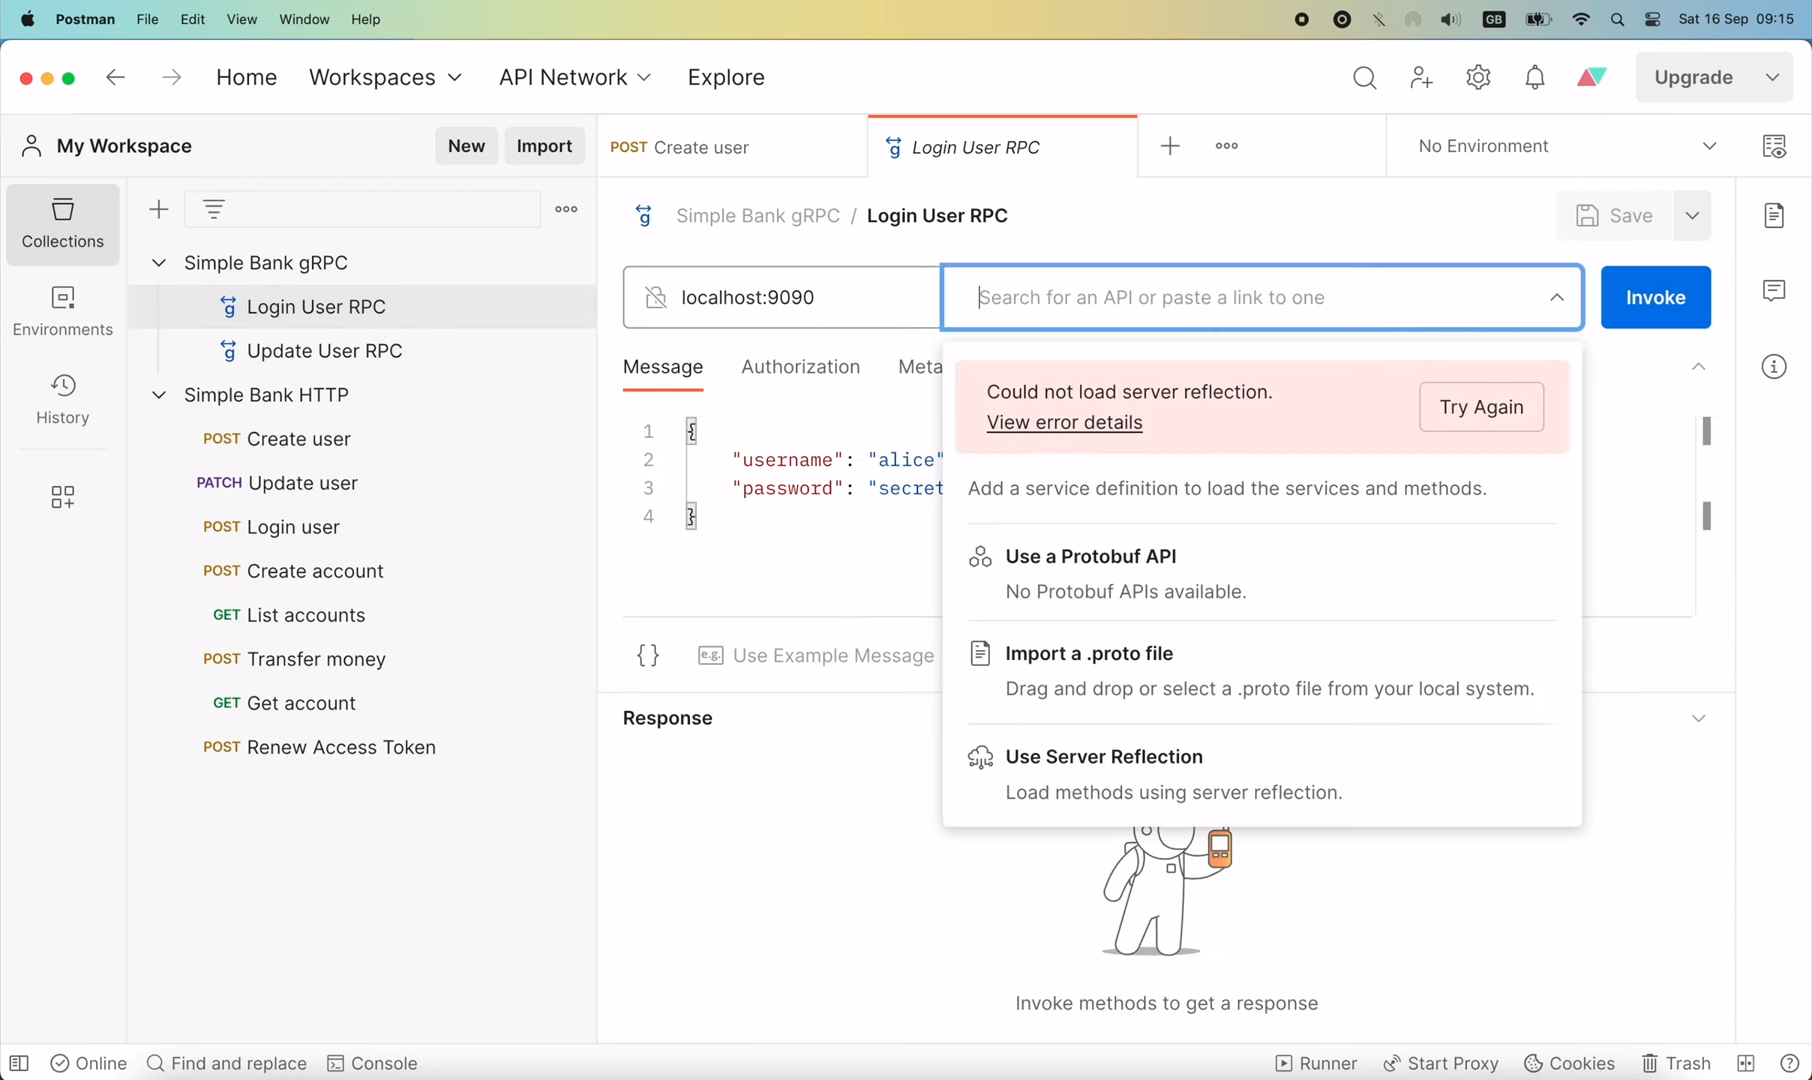 Postman File Edit View Window Help GB Sat 16 Sep 09:15
Home Workspaces API Network Explore Upgrade
My Workspace New Import POST Create user Login User RPC No Environment
Collections
Environments
History
Simple Bank gRPC
Login User RPC
Update User RPC
Simple Bank HTTP
POST Create user
PATCH Update user
POST Login user
POST Create account
GET List accounts
POST Transfer money
GET Get account
POST Renew Access Token
Simple Bank gRPC / Login User RPC Save
localhost:9090 Search for an API or paste a link to one Invoke
Message Authorization Meta
1 {
2 "username": "alice"
3 "password": "secret
4 }
{} e.g. Use Example Message
Could not load server reflection.
View error details
Try Again
Add a service definition to load the services and methods.
Use a Protobuf API
No Protobuf APIs available.
Import a .proto file
Drag and drop or select a .proto file from your local system.
Use Server Reflection
Load methods using server reflection.
Response
Invoke methods to get a response
Online Find and replace Console Runner Start Proxy Cookies Trash